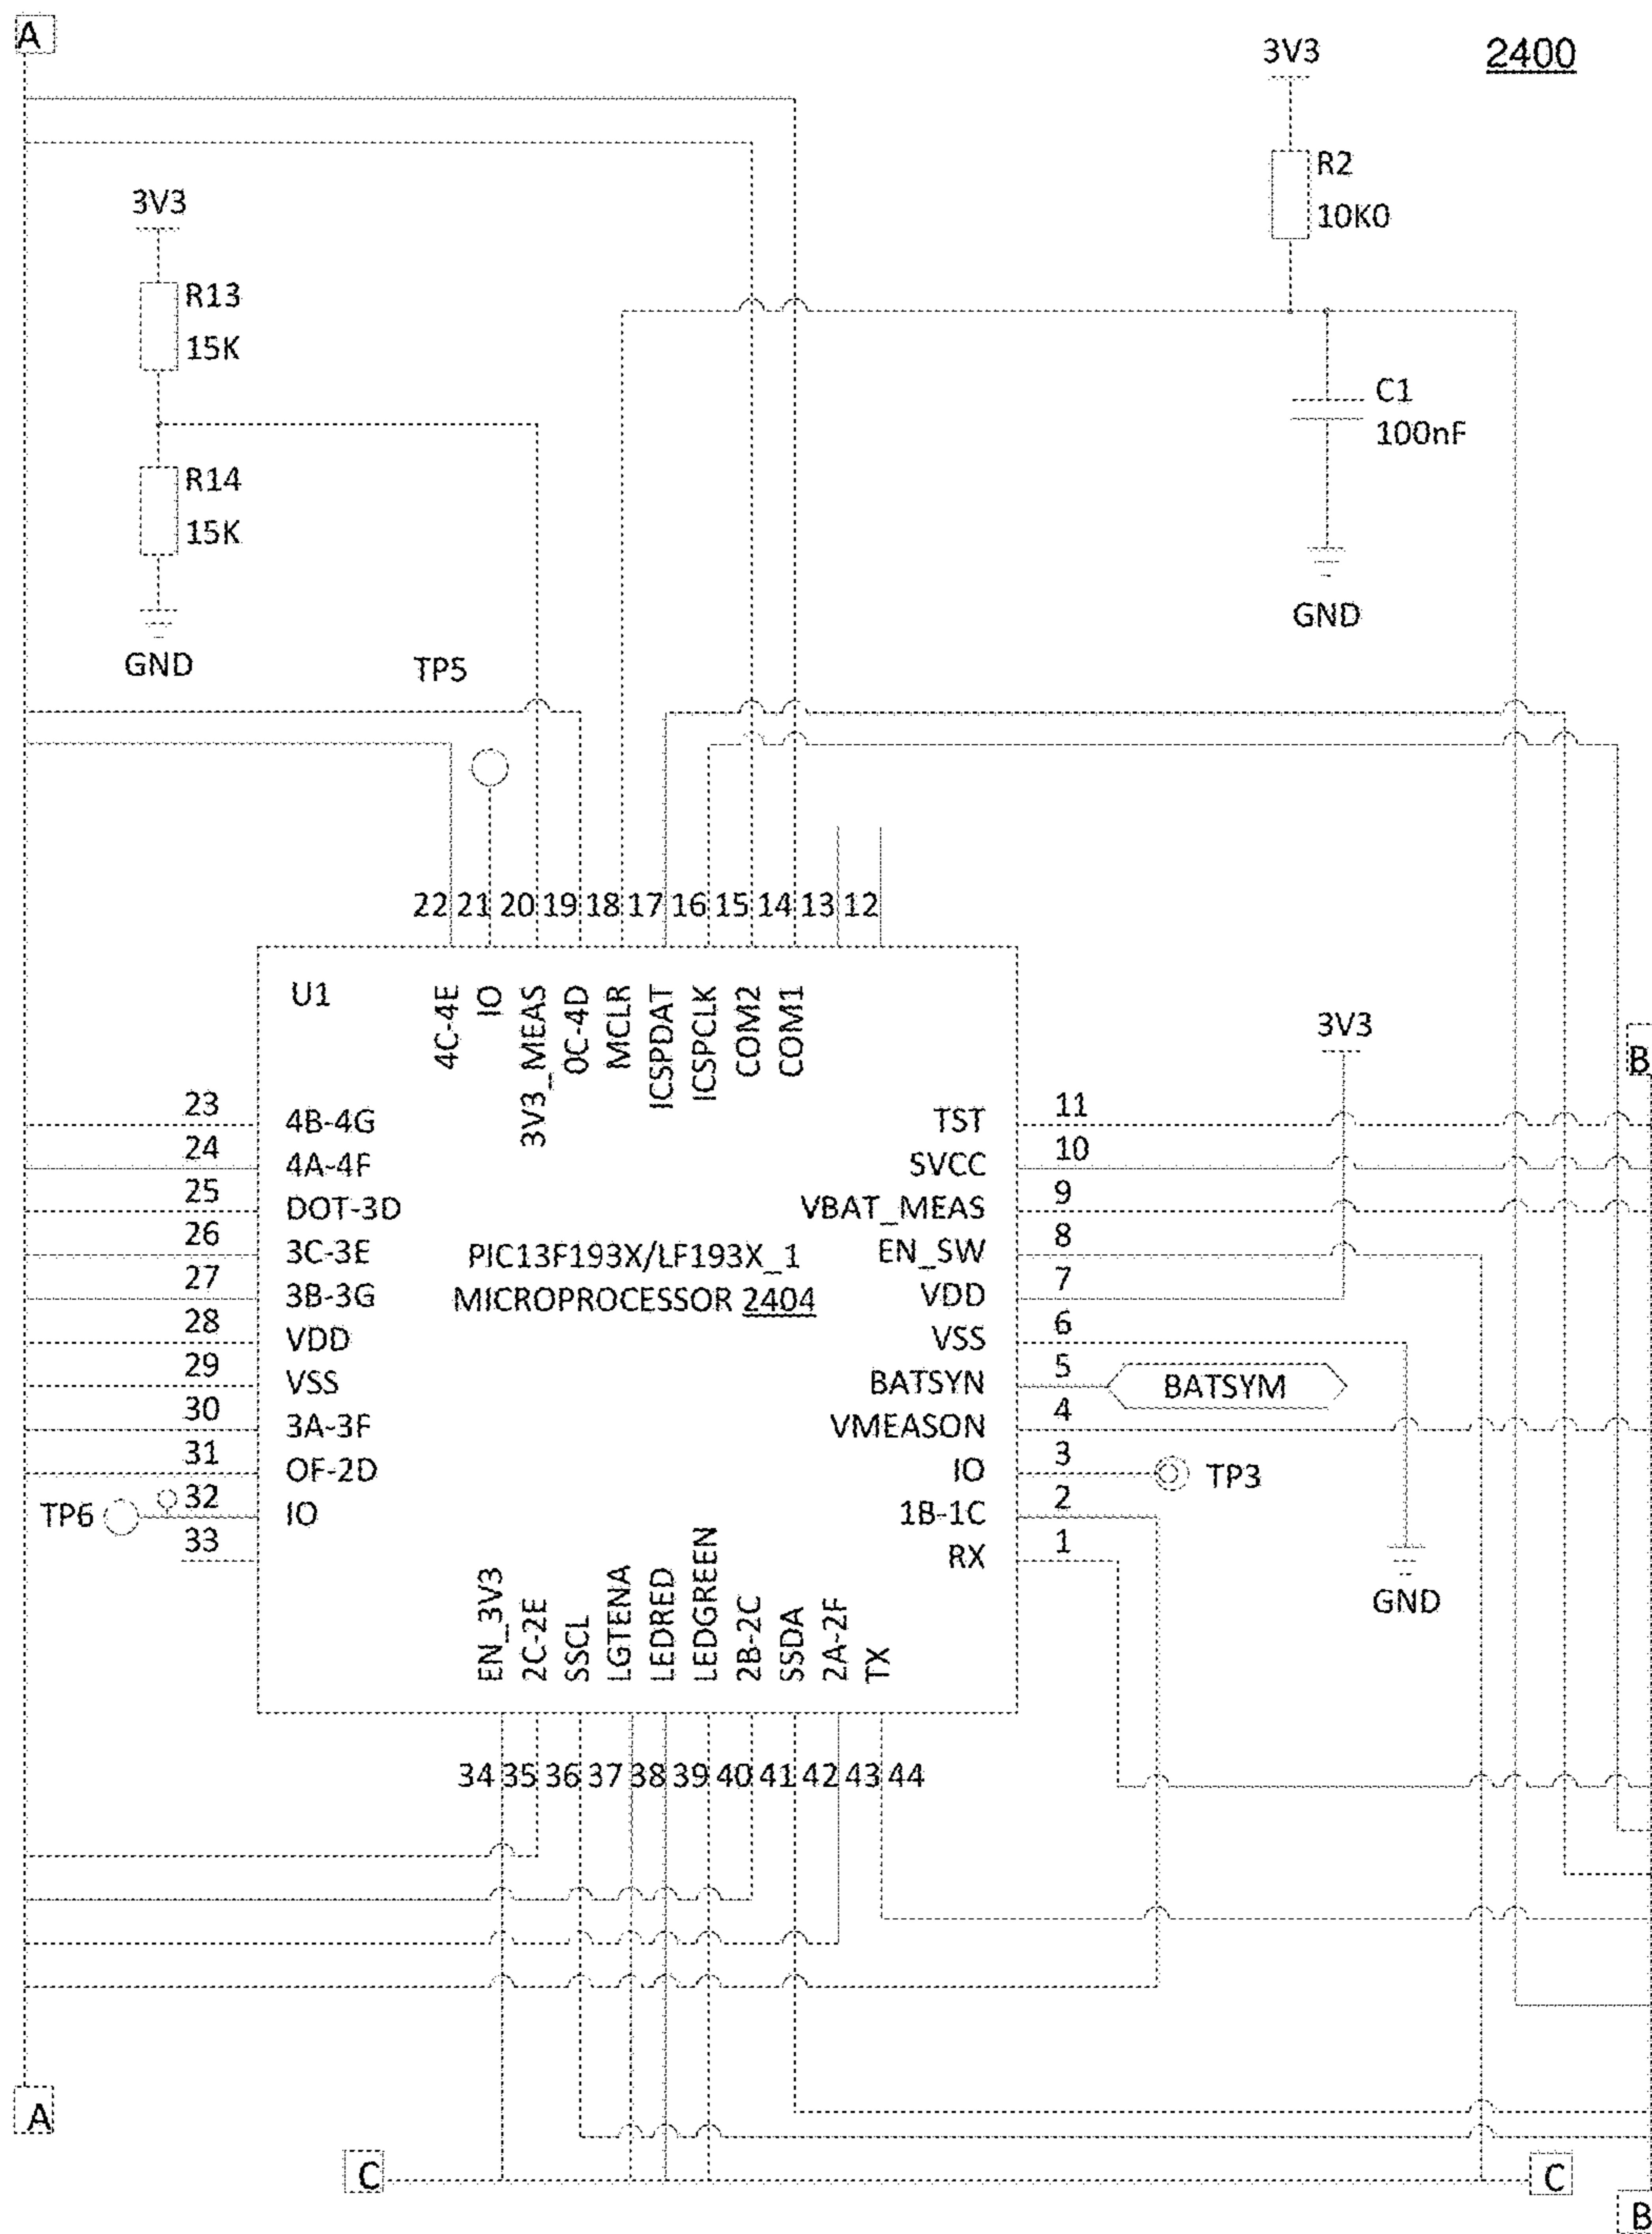 A
3V3
2400
R2
10K0
3V3
R13
15K
C1
100nF
R14
15K
GND
GND
TP5
22 21 20 19 18 17 16 15 14 13 12
U1
4C-4E
IO
3V3_MEAS
0C-4D
MCLR
ICSPDAT
ICSPCLK
COM2
COM1
3V3
B
23 4B-4G
24 4A-4F
25 DOT-3D
26 3C-3E
27 3B-3G
28 VDD
29 VSS
30 3A-3F
31 OF-2D
TP6 32 IO
33
PIC13F193X/LF193X_1
MICROPROCESSOR 2404
TST 11
SVCC 10
VBAT_MEAS 9
EN_SW 8
VDD 7
VSS 6
BATSYN 5 BATSYM
VMEASON 4
IO 3 TP3
1B-1C 2
RX 1
GND
EN_3V3
2C-2E
SSCL
LGTENA
LEDRED
LEDGREEN
2B-2C
SSDA
2A-2F
TX
34 35 36 37 38 39 40 41 42 43 44
A
C
C
B